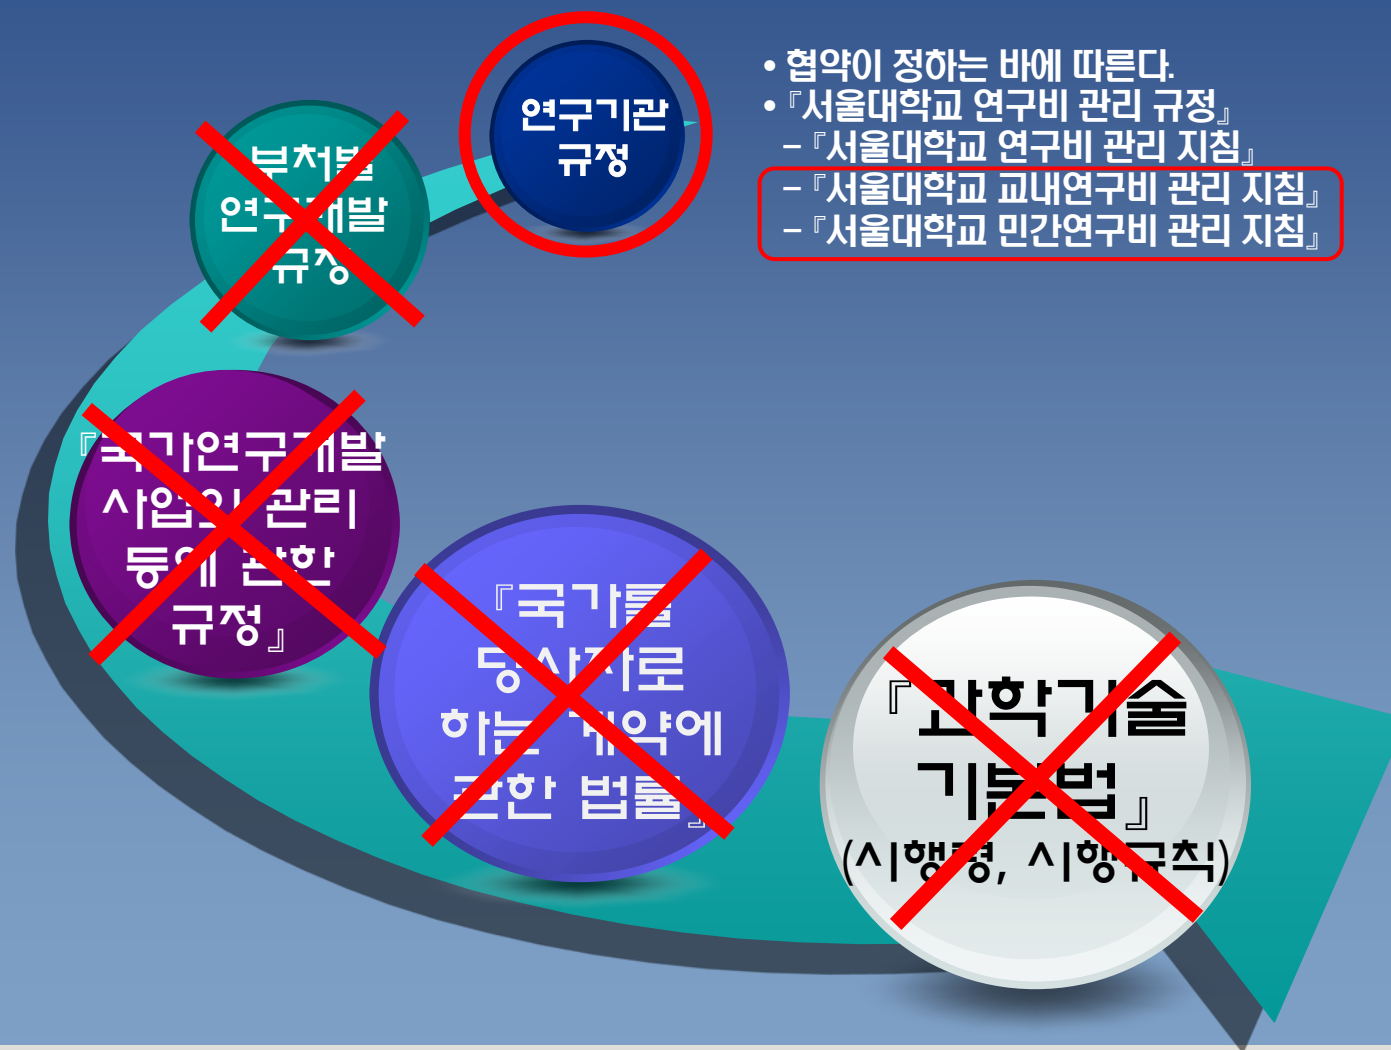 연구기관
규정
• 협약이 정하는 바에 따른다.
• 『서울대학교 연구비 관리 규정』
– 『서울대학교 연구비 관리 지침』
– 『서울대학교 교내연구비 관리 지침』
– 『서울대학교 민간연구비 관리 지침』
부처별
연구개발
규정
『국가연구개발
사업의 관리
등에 관한
규정』
『국가를
당사자로
하는 계약에
관한 법률』
『과학기술
기본법』
(시행령, 시행규칙)